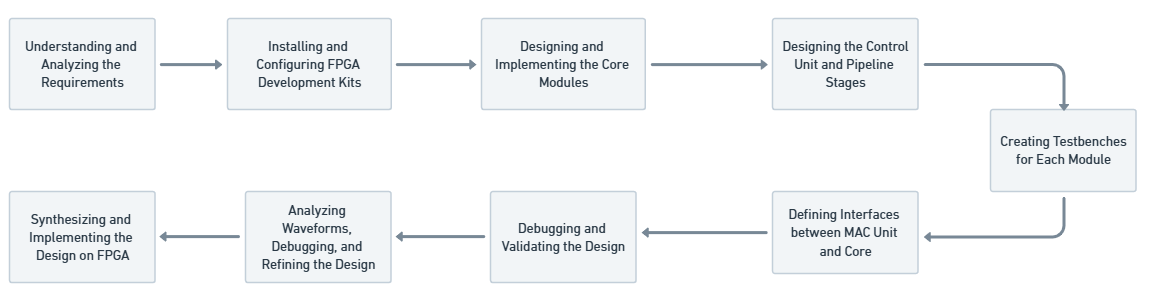 Understanding and
Analyzing the
Requirements
Installing and
Configuring FPGA
Development Kits
Designing and
Implementing the Core
Modules
Designing the Control
Unit and Pipeline
Stages
Creating Testbenches
for Each Module
Defining Interfaces
between MAC Unit
and Core
Debugging and
Validating the Design
Analyzing
Waveforms,
Debugging, and
Refining the Design
Synthesizing and
Implementing the
Design on FPGA